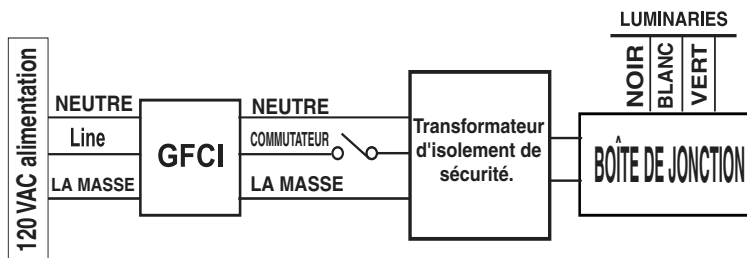 LUMINARIES
NOIR
BLANC
VERT
120 VAC alimentation
NEUTRE
Line
LA MASSE
GFCI
NEUTRE
COMMUTATEUR
LA MASSE
Transformateur
d'isolement de
sécurité.
BOÎTE DE JONCTION